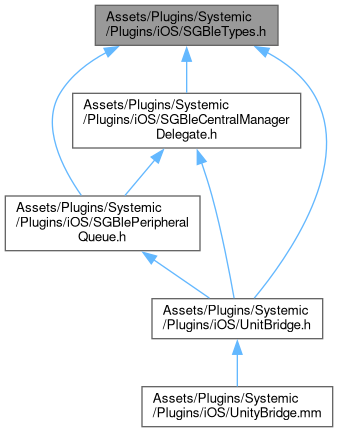 Assets/Plugins/Systemic
/Plugins/iOS/SGBleTypes.h
Assets/Plugins/Systemic
/Plugins/iOS/SGBleCentralManager
Delegate.h
Assets/Plugins/Systemic
/Plugins/iOS/SGBlePeripheral
Queue.h
Assets/Plugins/Systemic
/Plugins/iOS/UnitBridge.h
Assets/Plugins/Systemic
/Plugins/iOS/UnityBridge.mm